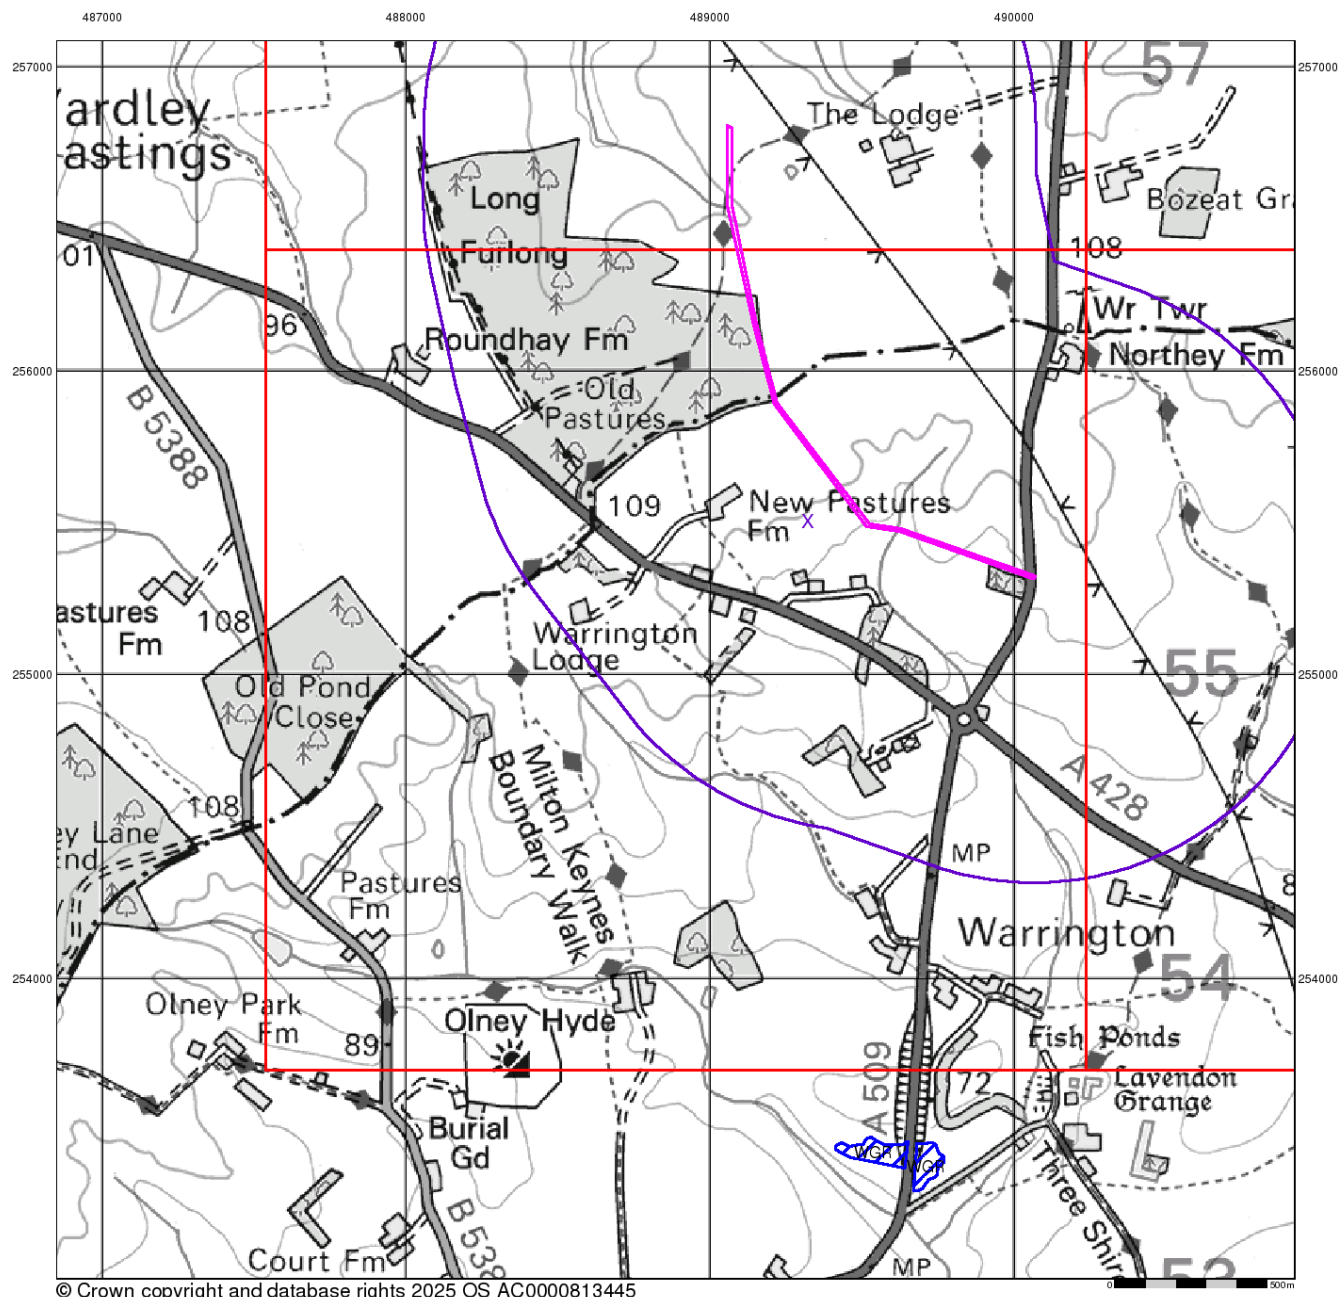 487000 488000 489000 490000
257000 257000
57
ardley
astings
The Lodge
Long
Furlong
Bozeat Gr
01
108
96
Wr Twr
Roundhay Fm
Northey Fm
256000 256000
Old
Pastures
B 5388
109
New Pastures
Fm
X
astures
Fm
108
Warrington
Lodge
255000 255000
55
Old Pond
Close
Milton Keynes
Boundary Walk
A 428
108
ey Lane
End
MP
Pastures
Fm
8
Warrington
254000 254000
54
Olney Park
Fm
Olney Hyde
89
Fish Ponds
A 509
72
Lavendon
Grange
Burial
Gd
WGR
WGR
Three Shir
B 538
Court Fm
MP
53
0 500m
© Crown copyright and database rights 2025 OS AC0000813445